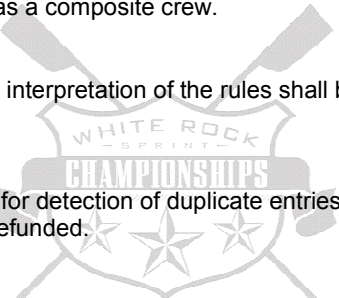 as a composite crew.
interpretation of the rules shall b
WHITE ROCK
SPRINT
CHAMPIONSHIPS
for detection of duplicate entries
efunded.